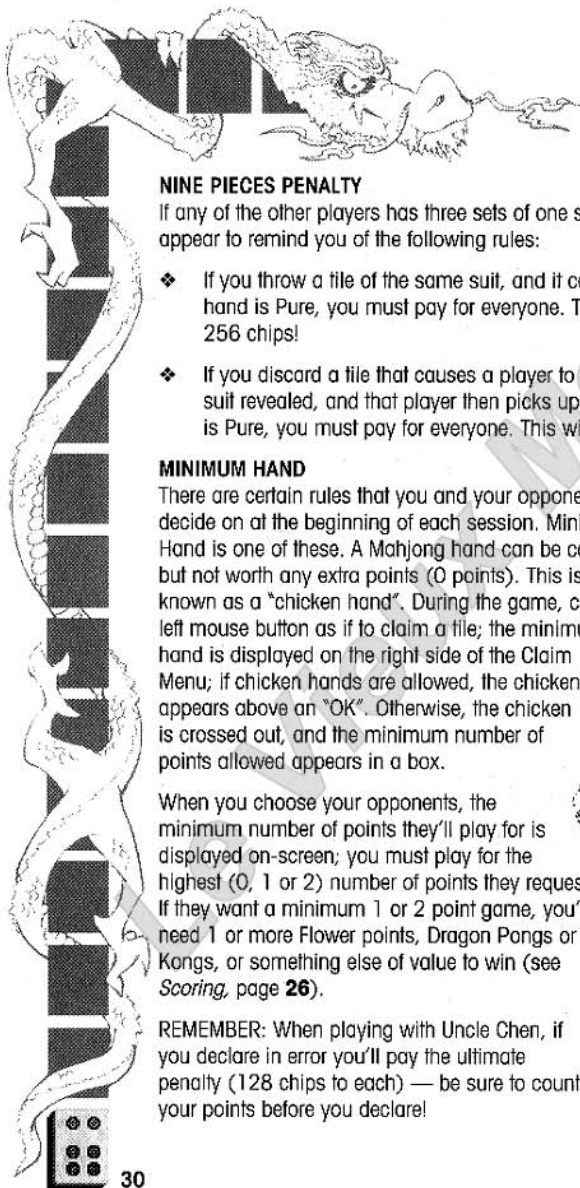 NINE PIECES PENALTY
If any of the other players has three sets of one s
appear to remind you of the following rules:
❖ If you throw a tile of the same suit, and it c
hand is Pure, you must pay for everyone. T
256 chips!
❖ If you discard a tile that causes a player to
suit revealed, and that player then picks up
is Pure, you must pay for everyone. This wi
MINIMUM HAND
There are certain rules that you and your oppone
decide on at the beginning of each session. Mini
Hand is one of these. A Mahjong hand can be co
but not worth any extra points (0 points). This is
known as a "chicken hand". During the game, c
left mouse button as if to claim a tile; the minimu
hand is displayed on the right side of the Claim
Menu; if chicken hands are allowed, the chicken
appears above an "OK". Otherwise, the chicken
is crossed out, and the minimum number of
points allowed appears in a box.
When you choose your opponents, the
minimum number of points they'll play for is
displayed on-screen; you must play for the
highest (0, 1 or 2) number of points they reques
If they want a minimum 1 or 2 point game, you'
need 1 or more Flower points, Dragon Pongs or
Kongs, or something else of value to win (see
Scoring, page 26).
REMEMBER: When playing with Uncle Chen, if
you declare in error you'll pay the ultimate
penalty (128 chips to each) — be sure to count
your points before you declare!
30
Le Vieux M